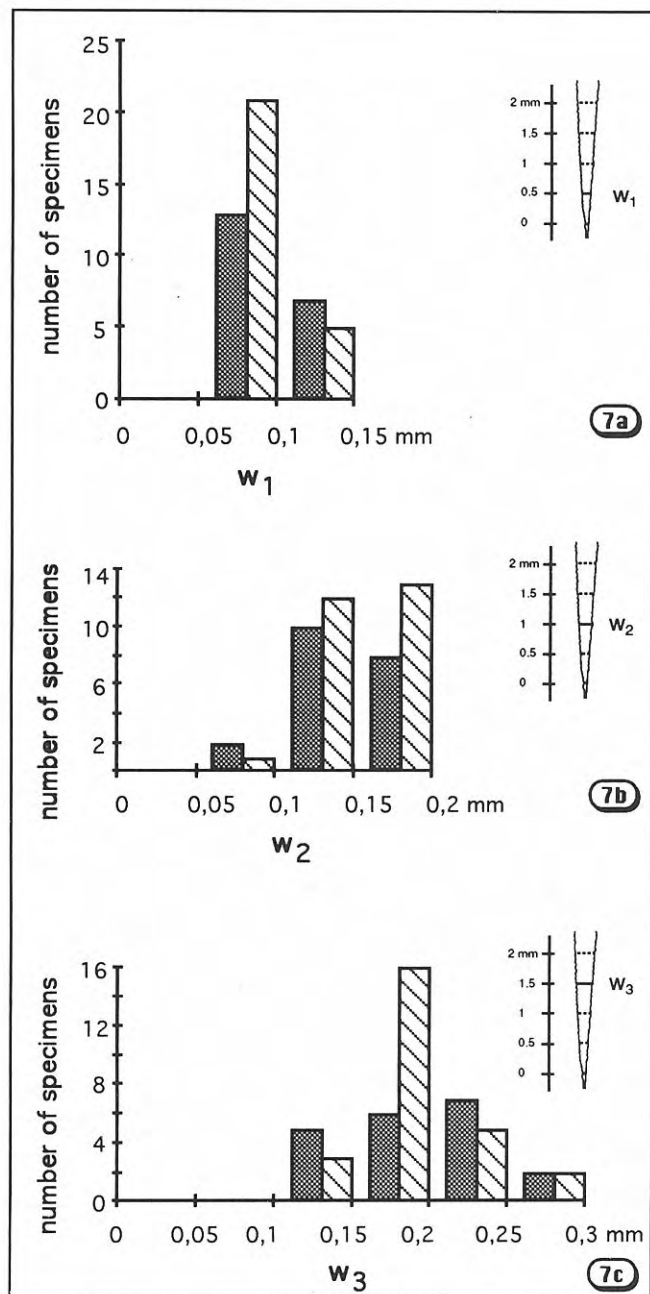 25
20
15
10
5
0
number of specimens
0 0,05 0,1 0,15 mm
w1
2 mm
1.5
1
0.5
0
W1
7a
14
10
6
2
number of specimens
0 0,05 0,1 0,15 0,2 mm
w2
2 mm
1.5
1
0.5
0
W2
7b
16
12
8
4
0
number of specimens
0 0,05 0,1 0,15 0,2 0,25 0,3 mm
w3
2 mm
1.5
1
0.5
0
W3
7c